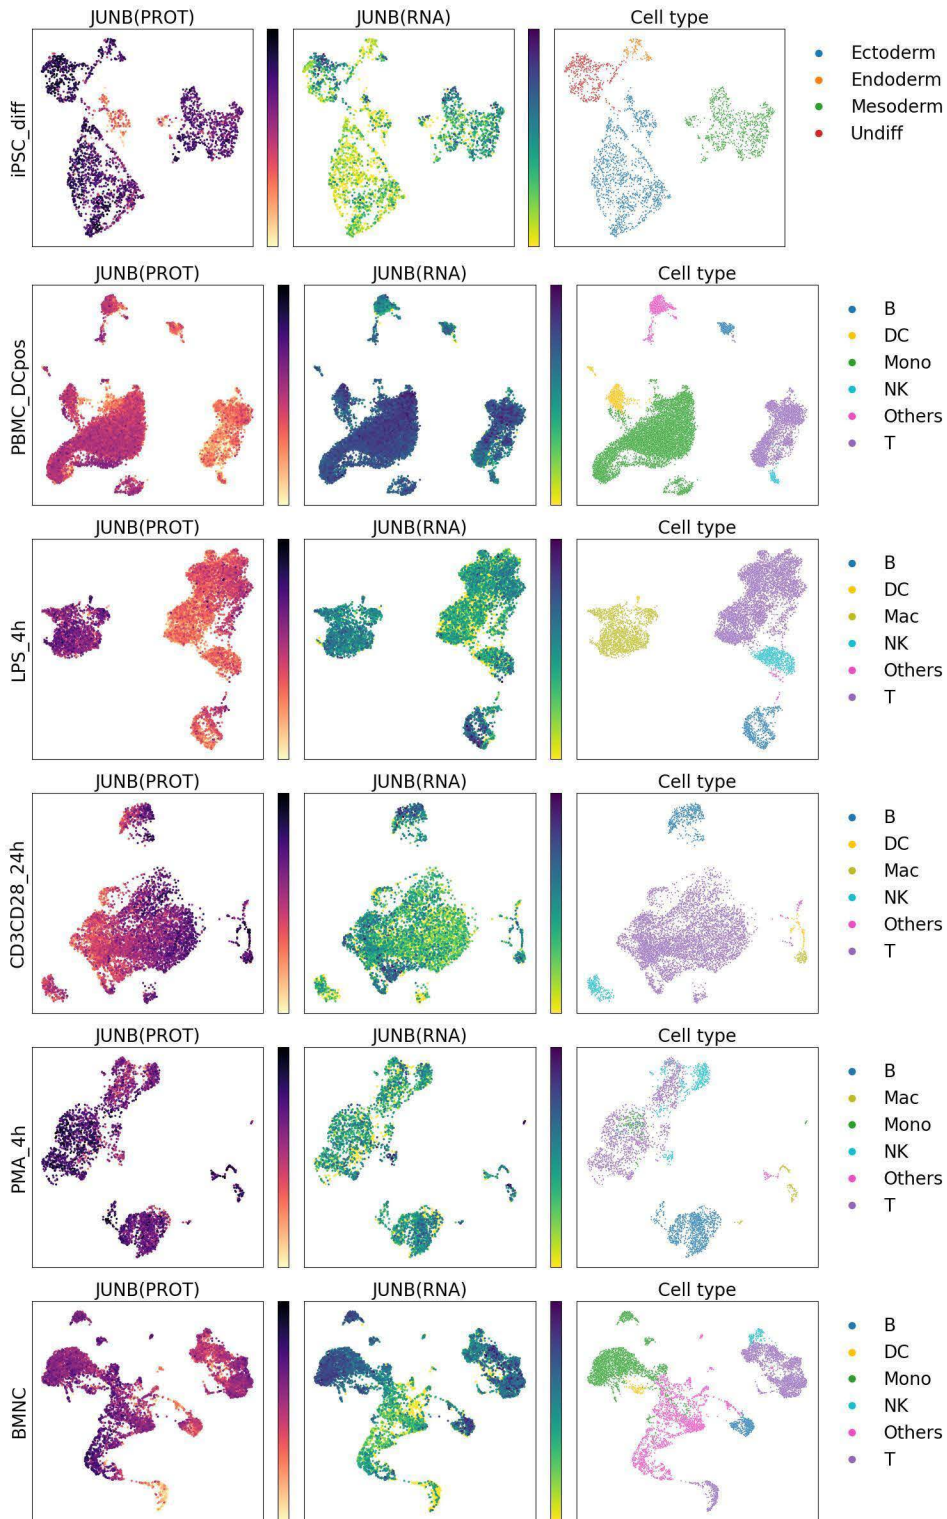 JUNB(PROT) JUNB(RNA) Cell type
iPSC_diff
Ectoderm
Endoderm
Mesoderm
Undiff
JUNB(PROT) JUNB(RNA) Cell type
PBMC_DCpos
B
DC
Mono
NK
Others
T
JUNB(PROT) JUNB(RNA) Cell type
LPS_4h
B
DC
Mac
NK
Others
T
JUNB(PROT) JUNB(RNA) Cell type
CD3CD28_24h
B
DC
Mac
NK
Others
T
JUNB(PROT) JUNB(RNA) Cell type
PMA_4h
B
Mac
Mono
NK
Others
T
JUNB(PROT) JUNB(RNA) Cell type
BMNC
B
DC
Mono
NK
Others
T